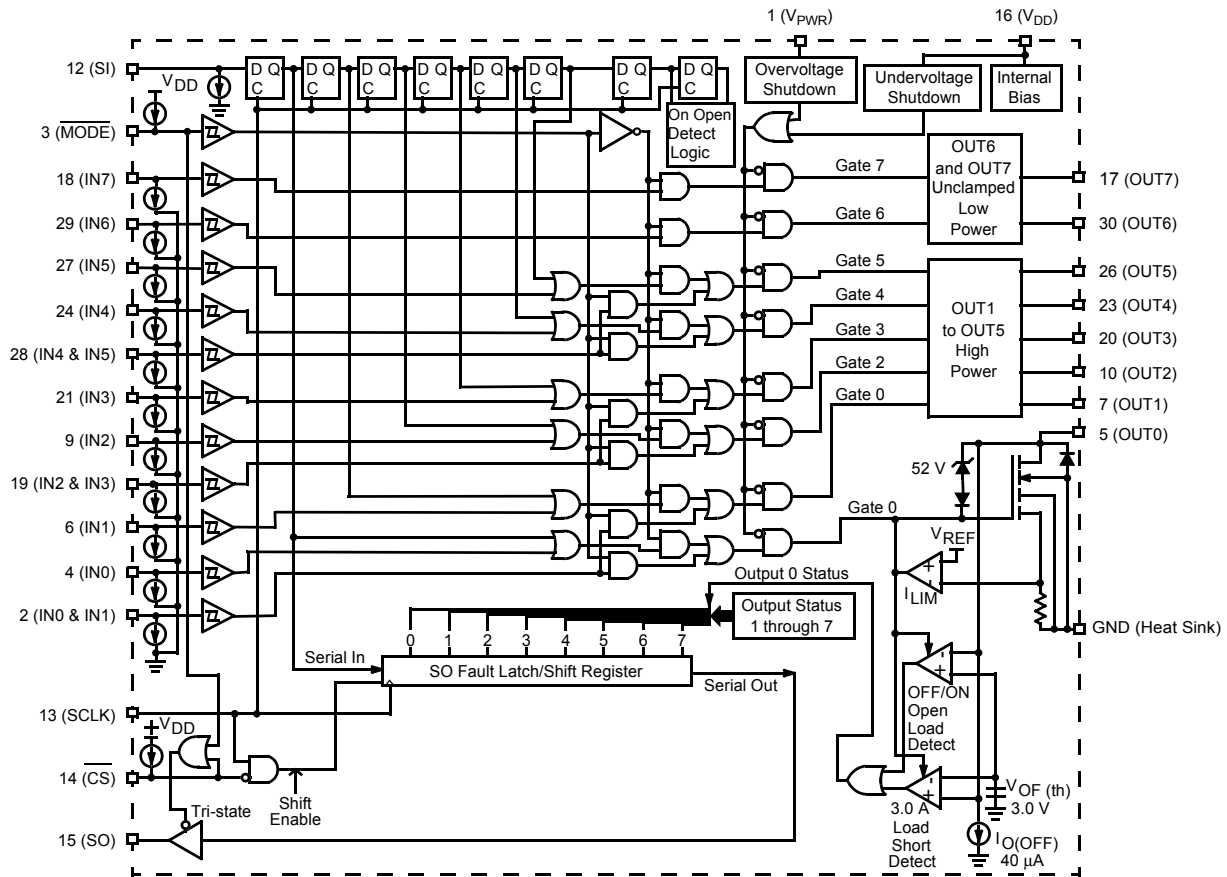 1 (VPWR)
16 (VDD)
12 (SI)
VDD
D Q
C
D Q
C
D Q
C
D Q
C
D Q
C
D Q
C
D Q
C
D Q
C
Overvoltage
Shutdown
Undervoltage
Shutdown
Internal
Bias
3 (MODE)
On Open
Detect
Logic
18 (IN7)
Gate 7
OUT6
and OUT7
Unclamped
Low
Power
17 (OUT7)
29 (IN6)
Gate 6
30 (OUT6)
27 (IN5)
Gate 5
26 (OUT5)
24 (IN4)
Gate 4
OUT1
to OUT5
High
Power
23 (OUT4)
28 (IN4 & IN5)
Gate 3
20 (OUT3)
Gate 2
10 (OUT2)
21 (IN3)
Gate 0
7 (OUT1)
9 (IN2)
5 (OUT0)
19 (IN2 & IN3)
52 V
6 (IN1)
Gate 0
VREF
4 (IN0)
+
-
ILIM
2 (IN0 & IN1)
Output 0 Status
Output Status
1 through 7
GND (Heat Sink)
0 1 2 3 4 5 6 7
Serial In
SO Fault Latch/Shift Register
Serial Out
-
+
OFF/ON
Open
Load
Detect
13 (SCLK)
+VDD
14 (CS)
Shift
Enable
Tri-state
-
+
3.0 A
Load
Short
Detect
VOF (th)
3.0 V
15 (SO)
IO(OFF)
40 μA